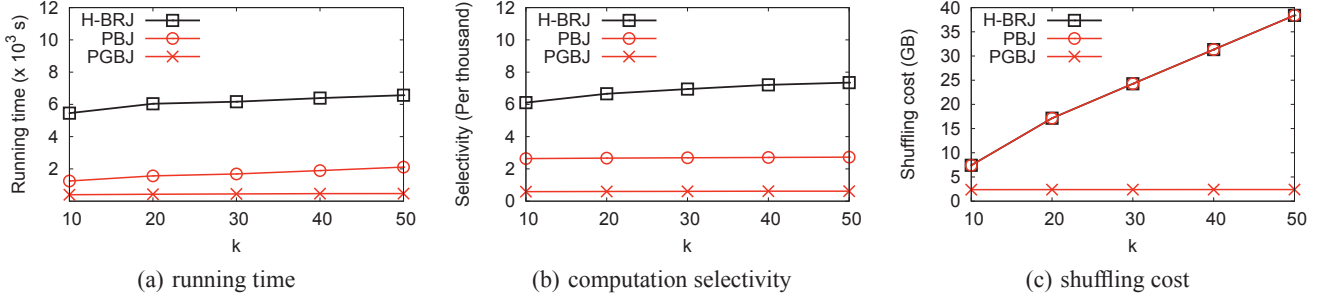 Running time (x 10³ s)
12
10
8
6
4
2
H-BRJ
PBJ
PGBJ
10 20 30 40 50
k
(a) running time
Selectivity (Per thousand)
12
10
8
6
4
2
0
H-BRJ
PBJ
PGBJ
10 20 30 40 50
k
(b) computation selectivity
Shuffling cost (GB)
40
35
30
25
20
15
10
5
0
H-BRJ
PBJ
PGBJ
10 20 30 40 50
k
(c) shuffling cost